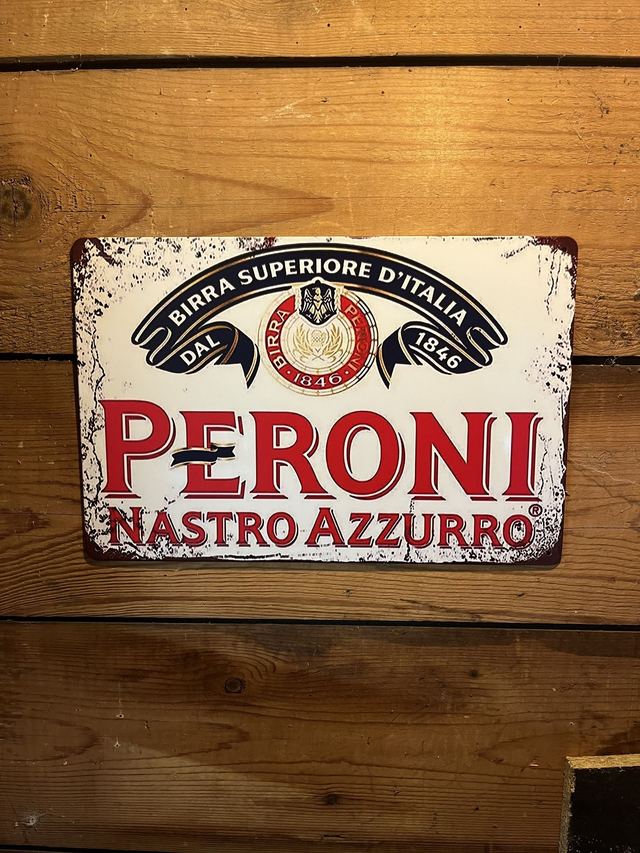 BIRRA SUPERIORE D'ITALIA
DAL 1846
BIRRA PERONI
·1846·
PERONI
NASTRO AZZURRO®